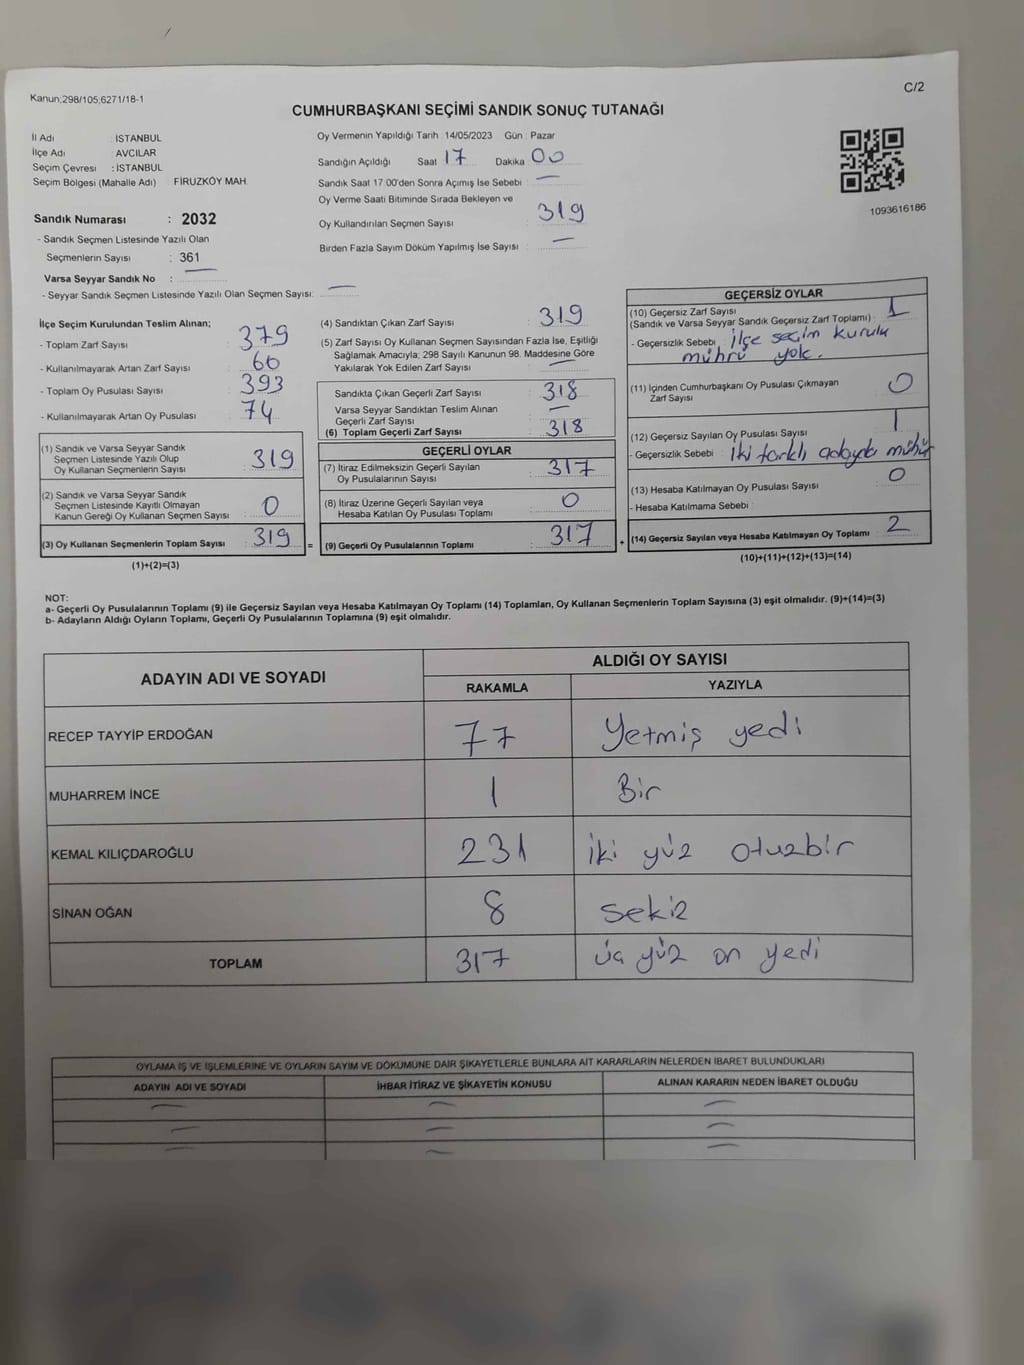 Kanun;298/105;6271/18-1
C/2
CUMHURBAŞKANI SEÇİMİ SANDIK SONUÇ TUTANAĞI
İl Adı : İSTANBUL
İlçe Adı : AVCILAR
Seçim Çevresi : İSTANBUL
Seçim Bölgesi (Mahalle Adı) FİRUZKÖY MAH.
Sandık Numarası : 2032
- Sandık Seçmen Listesinde Yazılı Olan
Seçmenlerin Sayısı : 361
Varsa Seyyar Sandık No : —
- Seyyar Sandık Seçmen Listesinde Yazılı Olan Seçmen Sayısı: —
Oy Vermenin Yapıldığı Tarih 14/05/2023 Gün : Pazar
Sandığın Açıldığı Saat 17 Dakika 00
Sandık Saat 17.00'den Sonra Açımış İse Sebebi : —
Oy Verme Saati Bitiminde Sırada Bekleyen ve
Oy Kullandırılan Seçmen Sayısı : 319
Birden Fazla Sayım Döküm Yapılmış İse Sayısı : —
1093616186
İlçe Seçim Kurulundan Teslim Alınan;
- Toplam Zarf Sayısı : 379
- Kullanılmayarak Artan Zarf Sayısı : 60
- Toplam Oy Pusulası Sayısı : 393
- Kullanılmayarak Artan Oy Pusulası : 74
(1) Sandık ve Varsa Seyyar Sandık
Seçmen Listesinde Yazılı Olup
Oy Kullanan Seçmenlerin Sayısı : 319
(2) Sandık ve Varsa Seyyar Sandık
Seçmen Listesinde Kayıtlı Olmayan
Kanun Gereği Oy Kullanan Seçmen Sayısı : 0
(3) Oy Kullanan Seçmenlerin Toplam Sayısı : 319 =
(1)+(2)=(3)
(4) Sandıktan Çıkan Zarf Sayısı : 319
(5) Zarf Sayısı Oy Kullanan Seçmen Sayısından Fazla İse, Eşitliği
Sağlamak Amacıyla; 298 Sayılı Kanunun 98. Maddesine Göre
Yakılarak Yok Edilen Zarf Sayısı : —
Sandıkta Çıkan Geçerli Zarf Sayısı : 318
Varsa Seyyar Sandıktan Teslim Alınan
Geçerli Zarf Sayısı : —
(6) Toplam Geçerli Zarf Sayısı : 318
GEÇERLİ OYLAR
(7) İtiraz Edilmeksizin Geçerli Sayılan
Oy Pusulalarının Sayısı : 317
(8) İtiraz Üzerine Geçerli Sayılan veya
Hesaba Katılan Oy Pusulası Toplamı : 0
(9) Geçerli Oy Pusulalarının Toplamı : 317 +
GEÇERSİZ OYLAR
(10) Geçersiz Zarf Sayısı
(Sandık ve Varsa Seyyar Sandık Geçersiz Zarf Toplamı) : 1
- Geçersizlik Sebebi : ilçe seçim kurulu
mührü yok.
(11) İçinden Cumhurbaşkanı Oy Pusulası Çıkmayan
Zarf Sayısı : 0
(12) Geçersiz Sayılan Oy Pusulası Sayısı : 1
- Geçersizlik Sebebi : iki farklı adayda mühür
(13) Hesaba Katılmayan Oy Pusulası Sayısı : 0
- Hesaba Katılmama Sebebi :
(14) Geçersiz Sayılan veya Hesaba Katılmayan Oy Toplamı : 2
(10)+(11)+(12)+(13)=(14)
NOT:
a- Geçerli Oy Pusulalarının Toplamı (9) ile Geçersiz Sayılan veya Hesaba Katılmayan Oy Toplamı (14) Toplamları, Oy Kullanan Seçmenlerin Toplam Sayısına (3) eşit olmalıdır. (9)+(14)=(3)
b- Adayların Aldığı Oyların Toplamı, Geçerli Oy Pusulalarının Toplamına (9) eşit olmalıdır.
ADAYIN ADI VE SOYADI
ALDIĞI OY SAYISI
RAKAMLA YAZIYLA
RECEP TAYYİP ERDOĞAN 77 Yetmiş yedi
MUHARREM İNCE 1 Bir
KEMAL KILIÇDAROĞLU 231 iki yüz otuzbir
SİNAN OĞAN 8 sekiz
TOPLAM 317 üç yüz on yedi
OYLAMA İŞ VE İŞLEMLERİNE VE OYLARIN SAYIM VE DÖKÜMÜNE DAİR ŞİKAYETLERLE BUNLARA AİT KARARLARIN NELERDEN İBARET BULUNDUKLARI
ADAYIN ADI VE SOYADI İHBAR İTİRAZ VE ŞİKAYETİN KONUSU ALINAN KARARIN NEDEN İBARET OLDUĞU
— — —
— — —
— — —